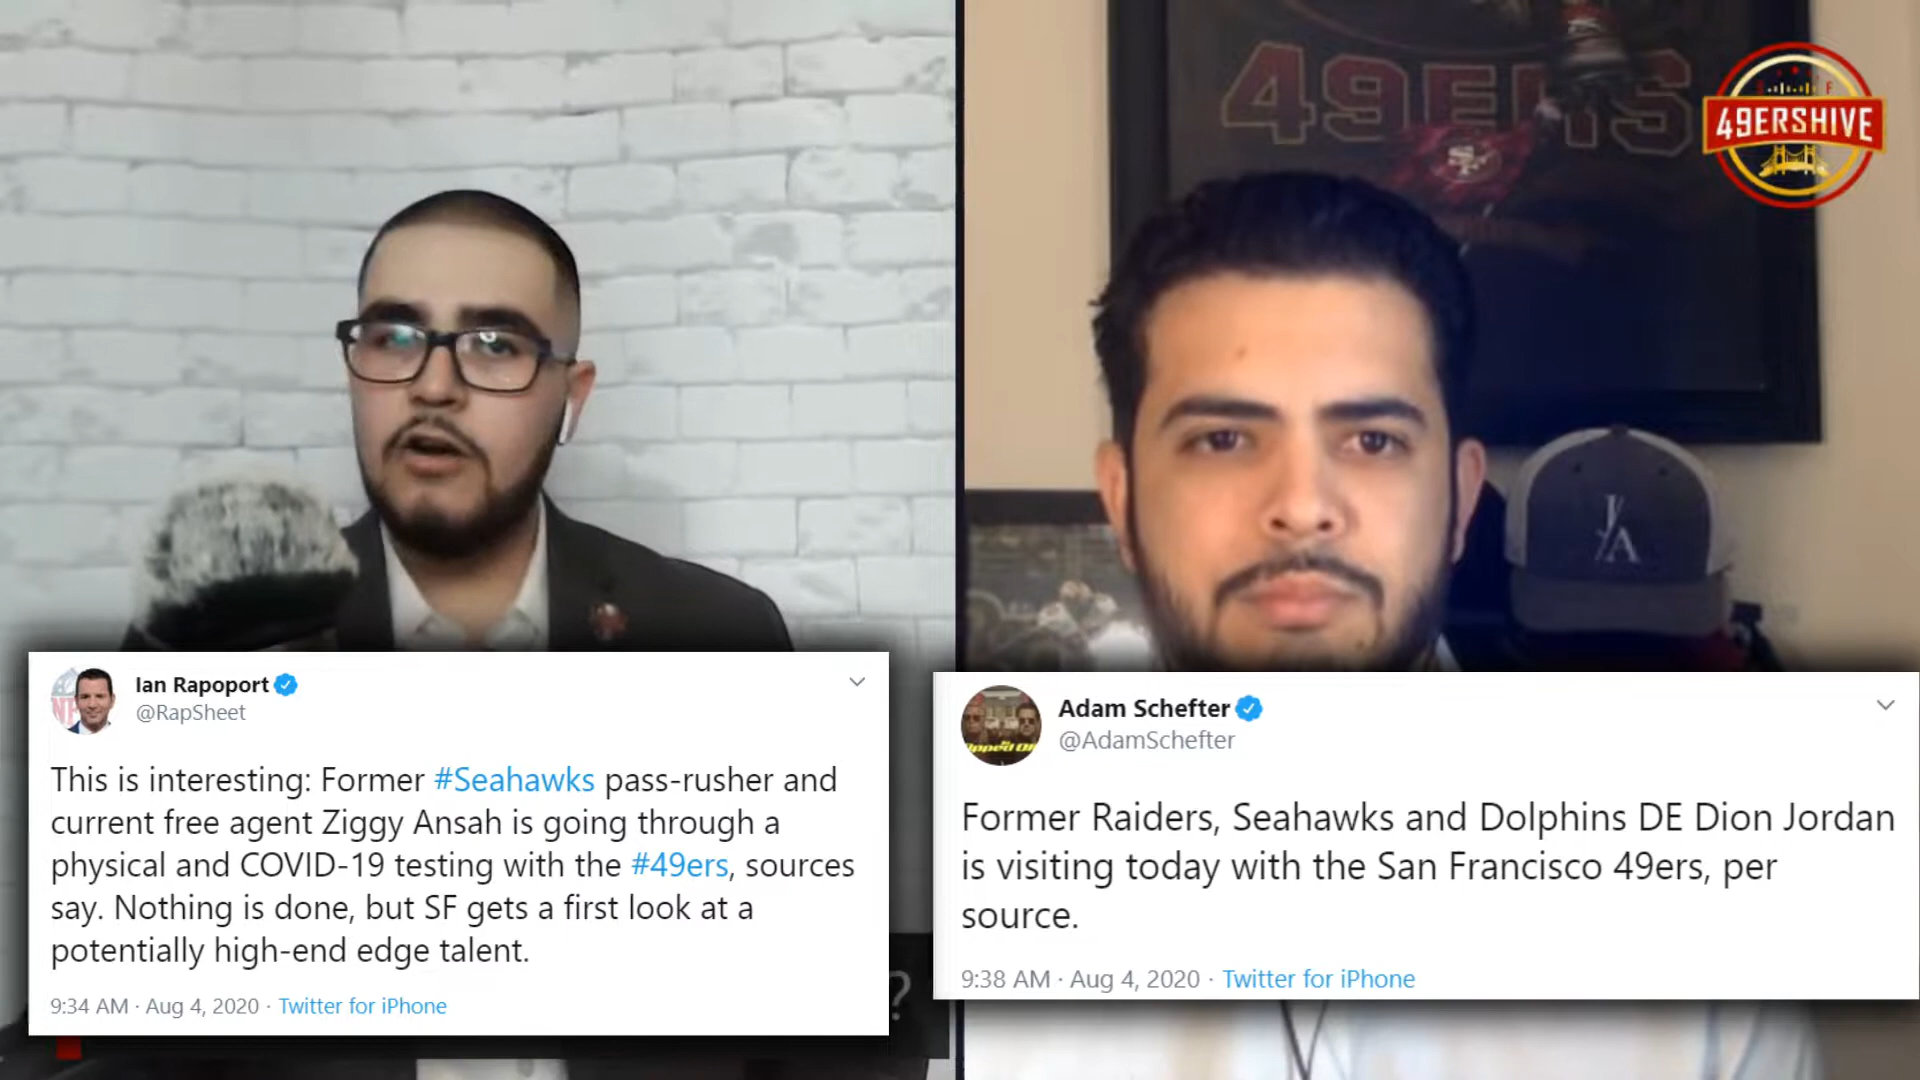 49ERS
49ERSHIVE
Ian Rapoport
@RapSheet
This is interesting: Former #Seahawks pass-rusher and
current free agent Ziggy Ansah is going through a
physical and COVID-19 testing with the #49ers, sources
say. Nothing is done, but SF gets a first look at a
potentially high-end edge talent.
9:34 AM · Aug 4, 2020 · Twitter for iPhone
?
Adam Schefter
@AdamSchefter
Former Raiders, Seahawks and Dolphins DE Dion Jordan
is visiting today with the San Francisco 49ers, per
source.
9:38 AM · Aug 4, 2020 · Twitter for iPhone